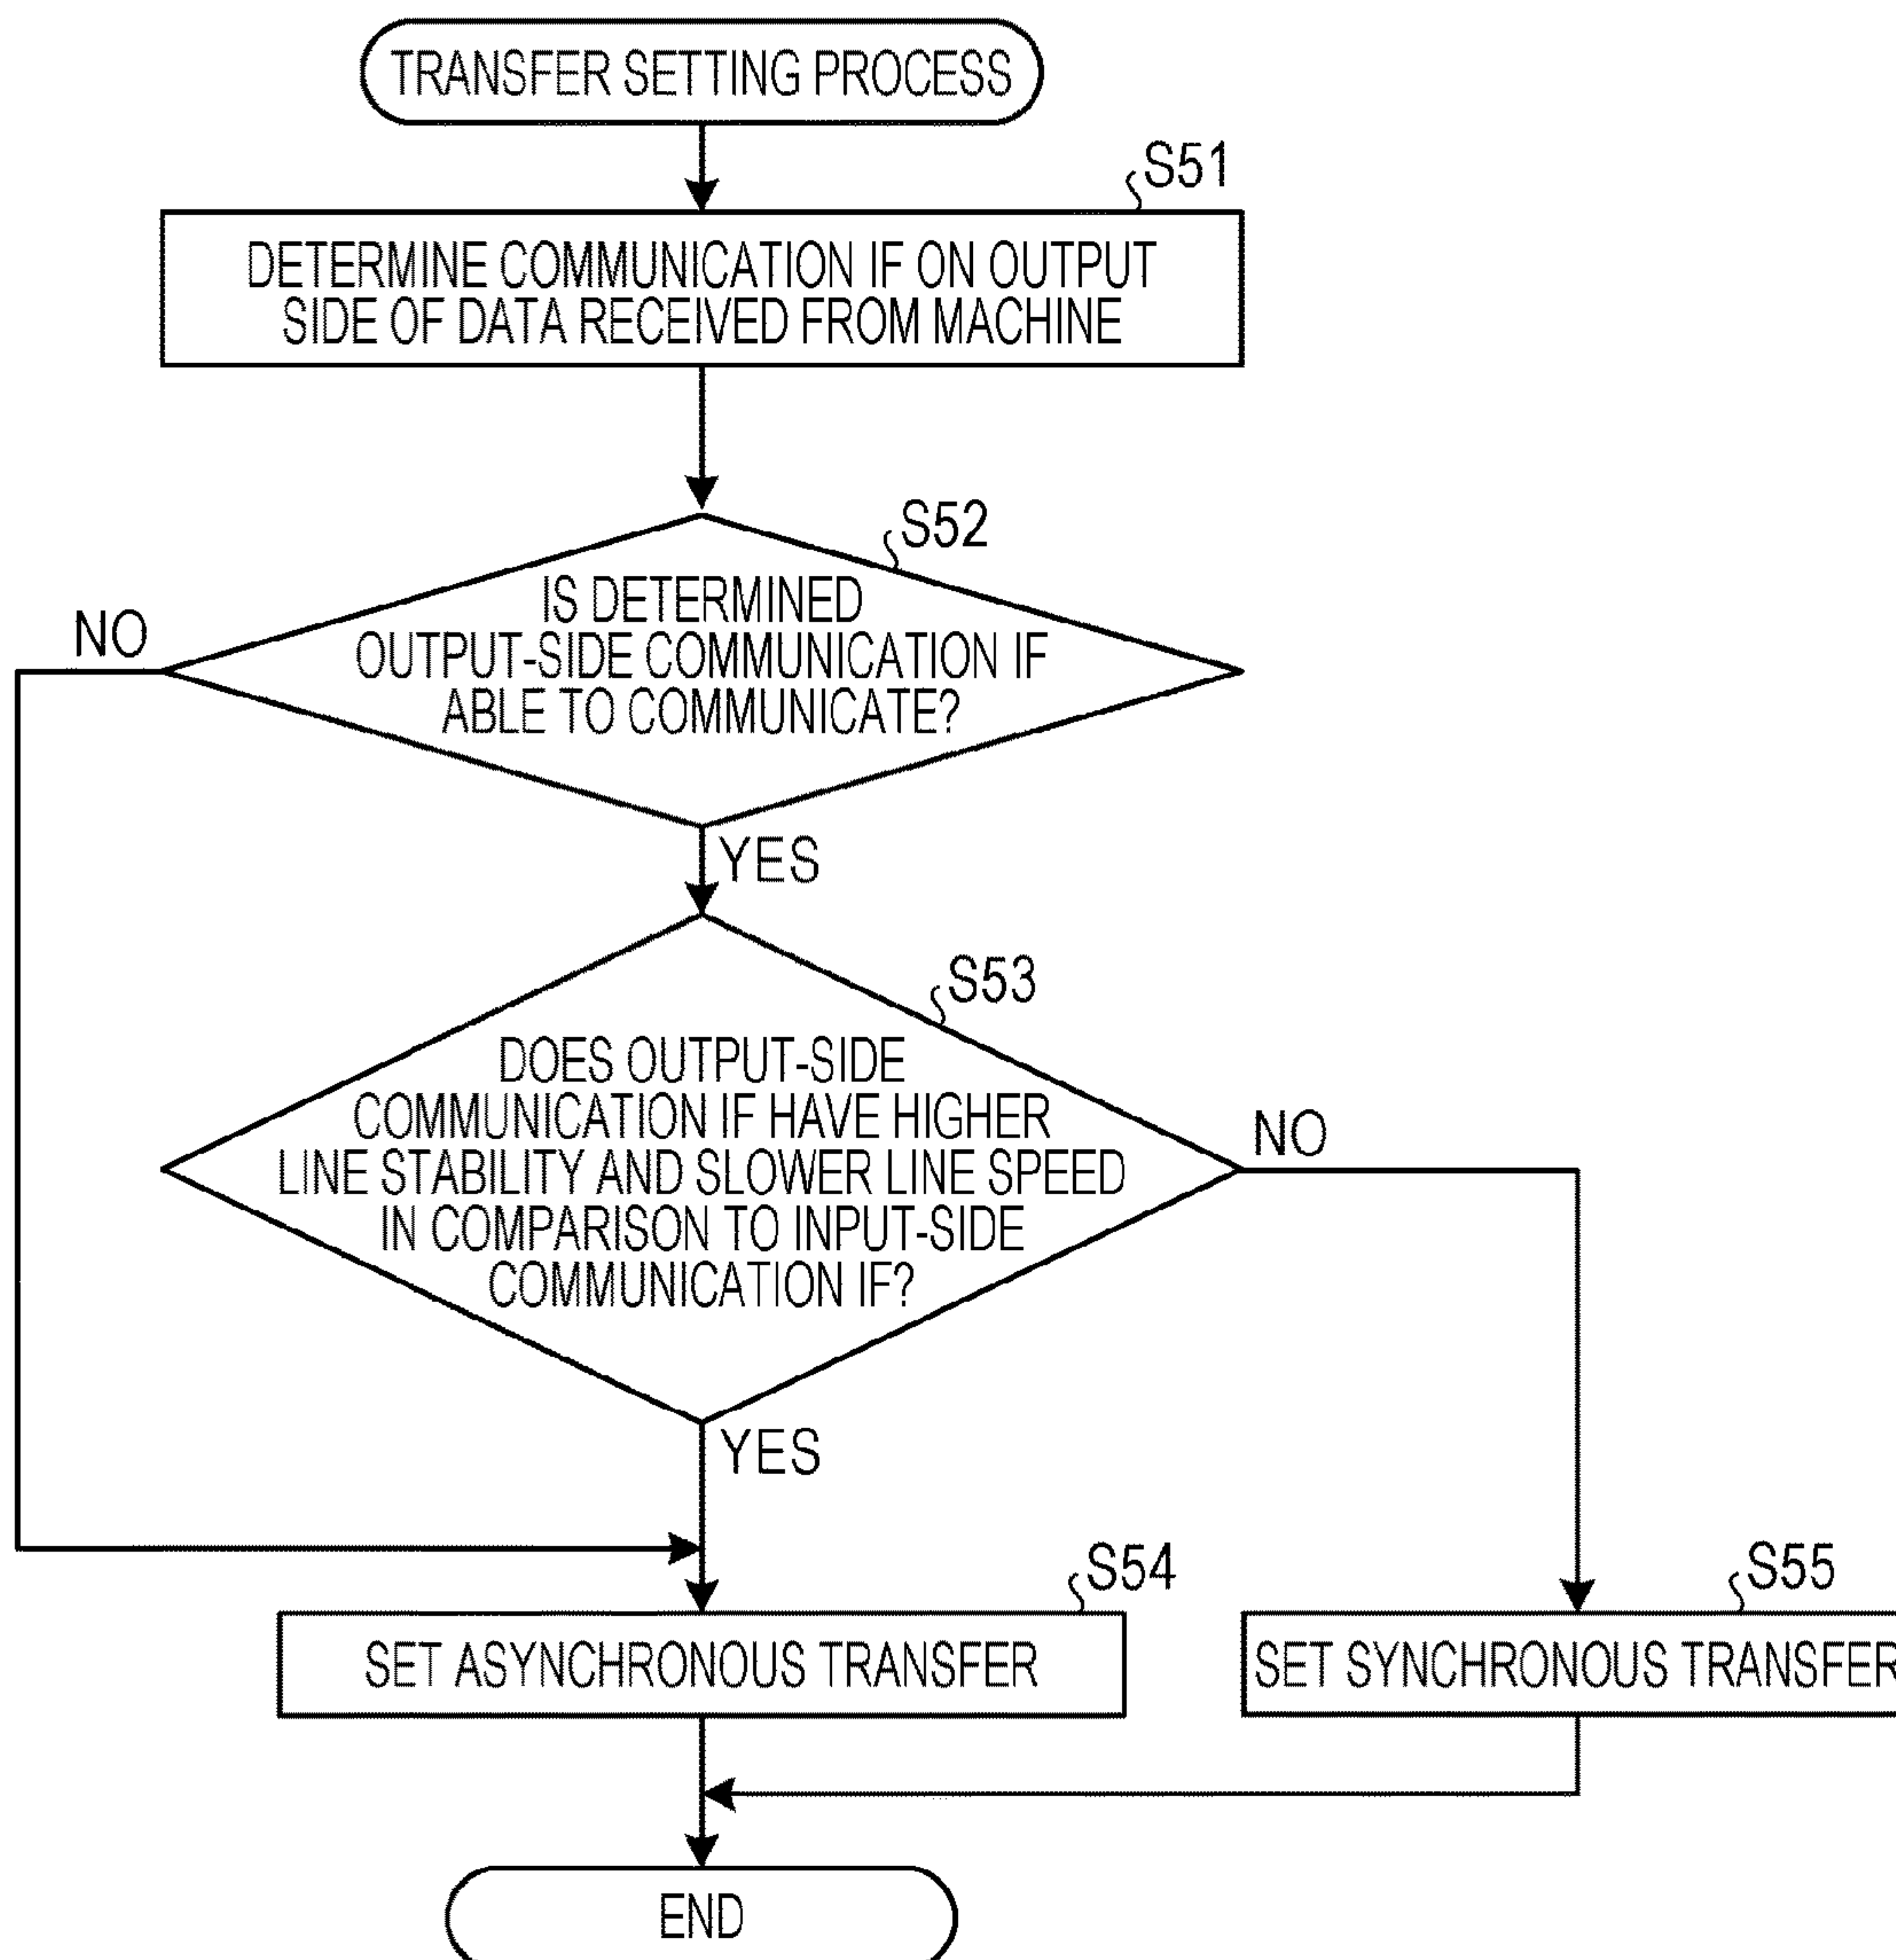 TRANSFER SETTING PROCESS
S51
DETERMINE COMMUNICATION IF ON OUTPUT
SIDE OF DATA RECEIVED FROM MACHINE
S52
IS DETERMINED
OUTPUT-SIDE COMMUNICATION IF
ABLE TO COMMUNICATE?
NO
YES
S53
DOES OUTPUT-SIDE
COMMUNICATION IF HAVE HIGHER
LINE STABILITY AND SLOWER LINE SPEED
IN COMPARISON TO INPUT-SIDE
COMMUNICATION IF?
NO
YES
S54
SET ASYNCHRONOUS TRANSFER
S55
SET SYNCHRONOUS TRANSFER
END